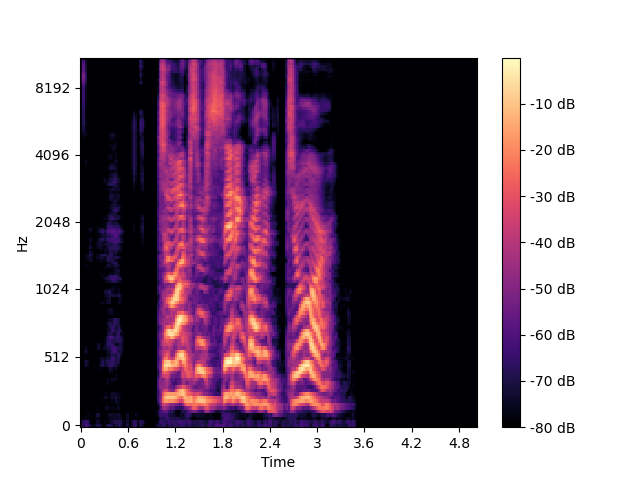 8192
4096
2048
1024
512
0
Hz
0 0.6 1.2 1.8 2.4 3 3.6 4.2 4.8
Time
-10 dB
-20 dB
-30 dB
-40 dB
-50 dB
-60 dB
-70 dB
-80 dB